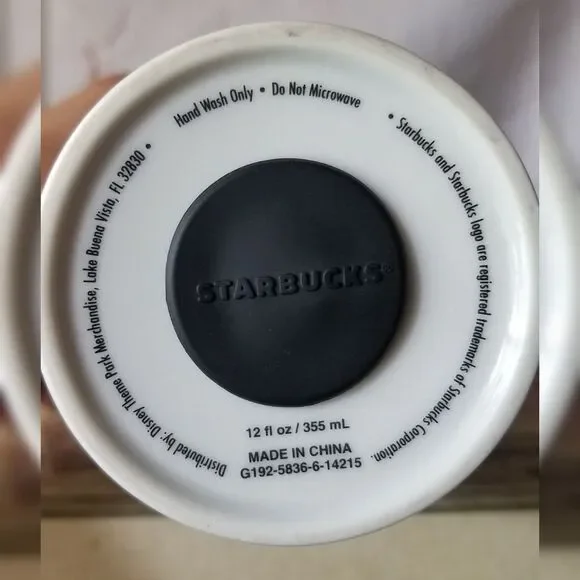 Hand Wash Only • Do Not Microwave
• Starbucks and Starbucks logo are registered trademarks of Starbucks Corporation.
Distributed by: Disney Theme Park Merchandise, Lake Buena Vista, FL 32830 •
STARBUCKS®
12 fl oz / 355 mL
MADE IN CHINA
G192-5836-6-14215